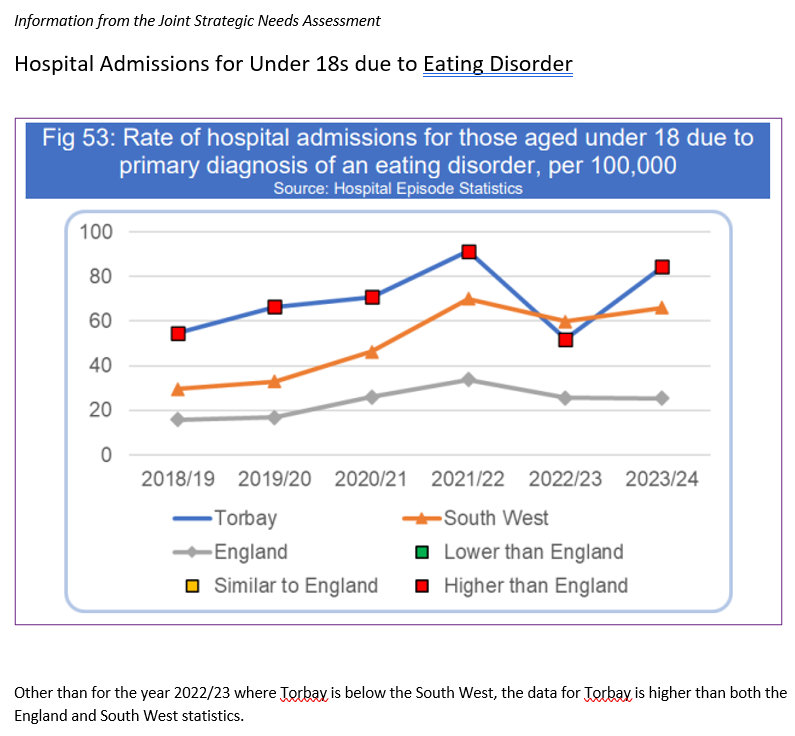 Information from the Joint Strategic Needs Assessment
Hospital Admissions for Under 18s due to Eating Disorder
Fig 53: Rate of hospital admissions for those aged under 18 due to
primary diagnosis of an eating disorder, per 100,000
Source: Hospital Episode Statistics
100
80
60
40
20
0
2018/19 2019/20 2020/21 2021/22 2022/23 2023/24
Torbay South West
England Lower than England
Similar to England Higher than England
Other than for the year 2022/23 where Torbay is below the South West, the data for Torbay is higher than both the
England and South West statistics.